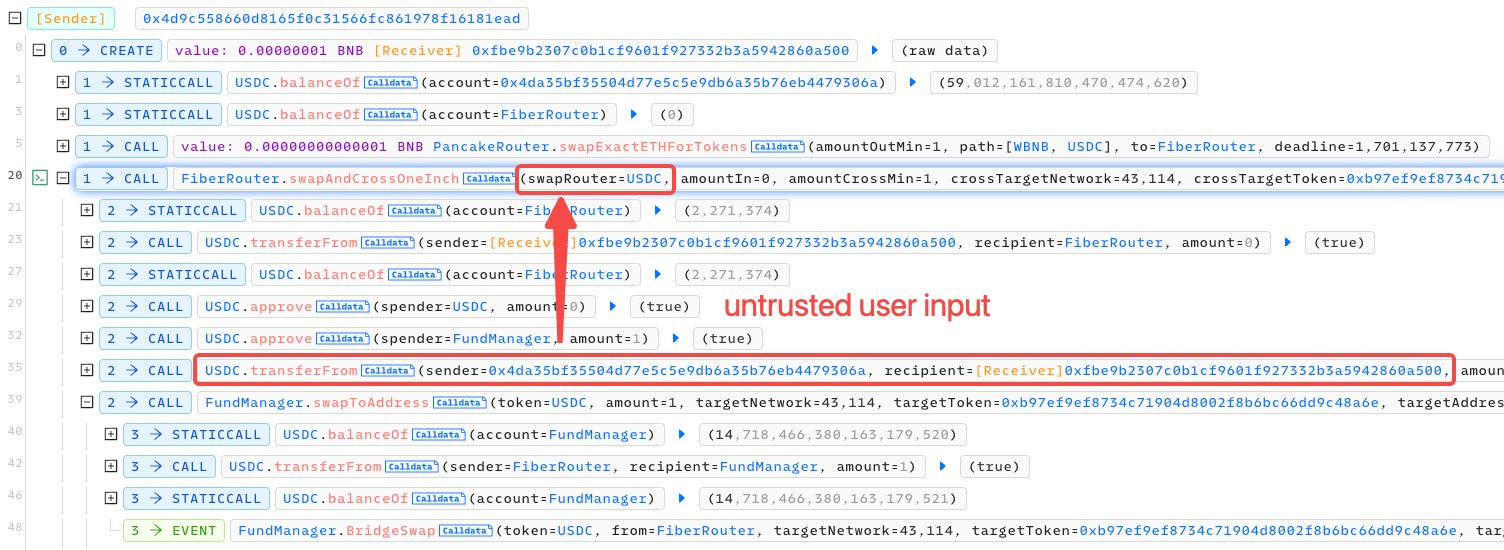 [Sender] 0x4d9c558660d8165f0c31566fc861978f16181ead
0 0 → CREATE value: 0.00000001 BNB [Receiver] 0xfbe9b2307c0b1cf9601f927332b3a5942860a500 (raw data)
1 1 → STATICCALL USDC.balanceOf Calldata (account=0x4da35bf35504d77e5c5e9db6a35b76eb4479306a) (59,012,161,810,470,474,620)
3 1 → STATICCALL USDC.balanceOf Calldata (account=FiberRouter) (0)
5 1 → CALL value: 0.00000000000001 BNB PancakeRouter.swapExactETHForTokens Calldata (amountOutMin=1, path=[WBNB, USDC], to=FiberRouter, deadline=1,701,137,773)
20 1 → CALL FiberRouter.swapAndCrossOneInch Calldata (swapRouter=USDC, amountIn=0, amountCrossMin=1, crossTargetNetwork=43,114, crossTargetToken=0xb97ef9ef8734c719
21 2 → STATICCALL USDC.balanceOf Calldata (account=FiberRouter) (2,271,374)
23 2 → CALL USDC.transferFrom Calldata (sender=[Receiver]0xfbe9b2307c0b1cf9601f927332b3a5942860a500, recipient=FiberRouter, amount=0) (true)
27 2 → STATICCALL USDC.balanceOf Calldata (account=FiberRouter) (2,271,374)
29 2 → CALL USDC.approve Calldata (spender=USDC, amount=0) (true)
untrusted user input
32 2 → CALL USDC.approve Calldata (spender=FundManager, amount=1) (true)
35 2 → CALL USDC.transferFrom Calldata (sender=0x4da35bf35504d77e5c5e9db6a35b76eb4479306a, recipient=[Receiver]0xfbe9b2307c0b1cf9601f927332b3a5942860a500, amoun
39 2 → CALL FundManager.swapToAddress Calldata (token=USDC, amount=1, targetNetwork=43,114, targetToken=0xb97ef9ef8734c71904d8002f8b6bc66dd9c48a6e, targetAddres
40 3 → STATICCALL USDC.balanceOf Calldata (account=FundManager) (14,718,466,380,163,179,520)
42 3 → CALL USDC.transferFrom Calldata (sender=FiberRouter, recipient=FundManager, amount=1) (true)
46 3 → STATICCALL USDC.balanceOf Calldata (account=FundManager) (14,718,466,380,163,179,521)
48 3 → EVENT FundManager.BridgeSwap Calldata (token=USDC, from=FiberRouter, targetNetwork=43,114, targetToken=0xb97ef9ef8734c71904d8002f8b6bc66dd9c48a6e, tar